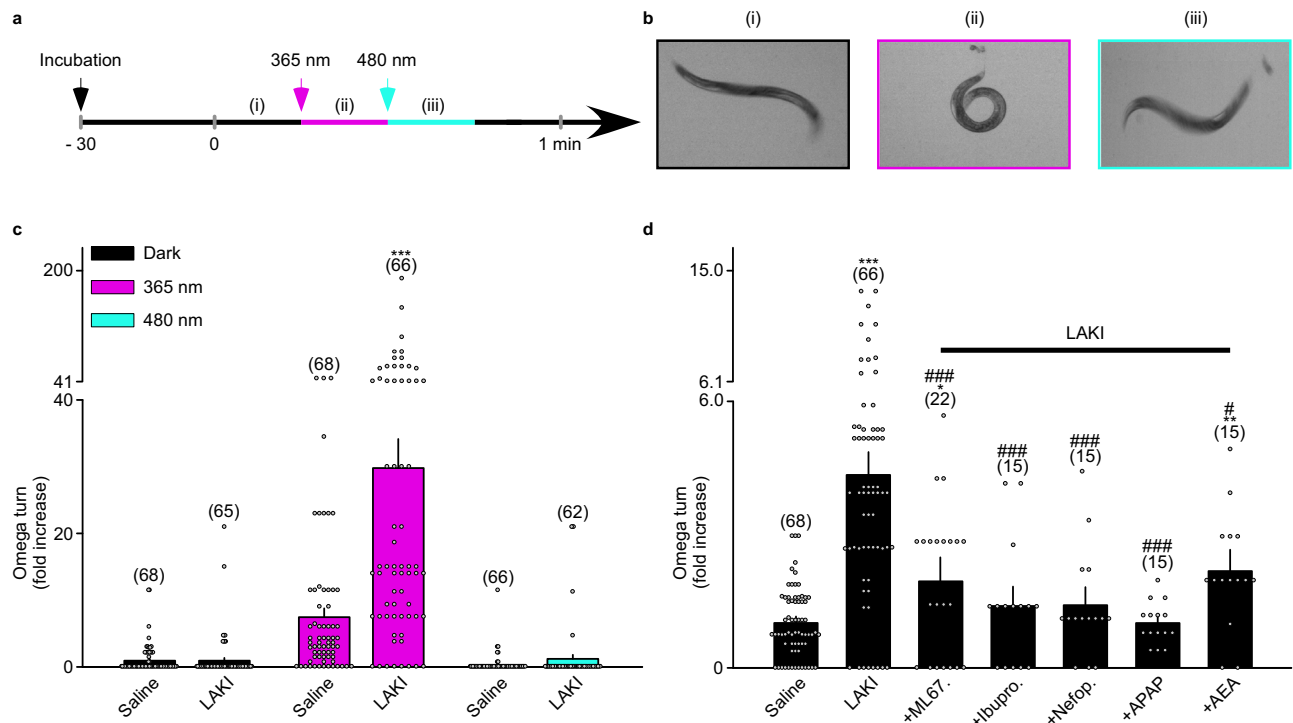 a
Incubation
365 nm
480 nm
(i)
(ii)
(iii)
- 30
0
1 min
b
(i)
(ii)
(iii)
c
Dark
365 nm
480 nm
Omega turn
(fold increase)
200
41
40
20
0
(68)
(65)
(68)
***
(66)
(66)
(62)
Saline
LAKI
Saline
LAKI
Saline
LAKI
d
Omega turn
(fold increase)
15.0
6.1
6.0
0
LAKI
(68)
***
(66)
###
*
(22)
###
(15)
###
(15)
###
(15)
#
**
(15)
Saline
LAKI
+ML67.
+Ibupro.
+Nefop.
+APAP
+AEA